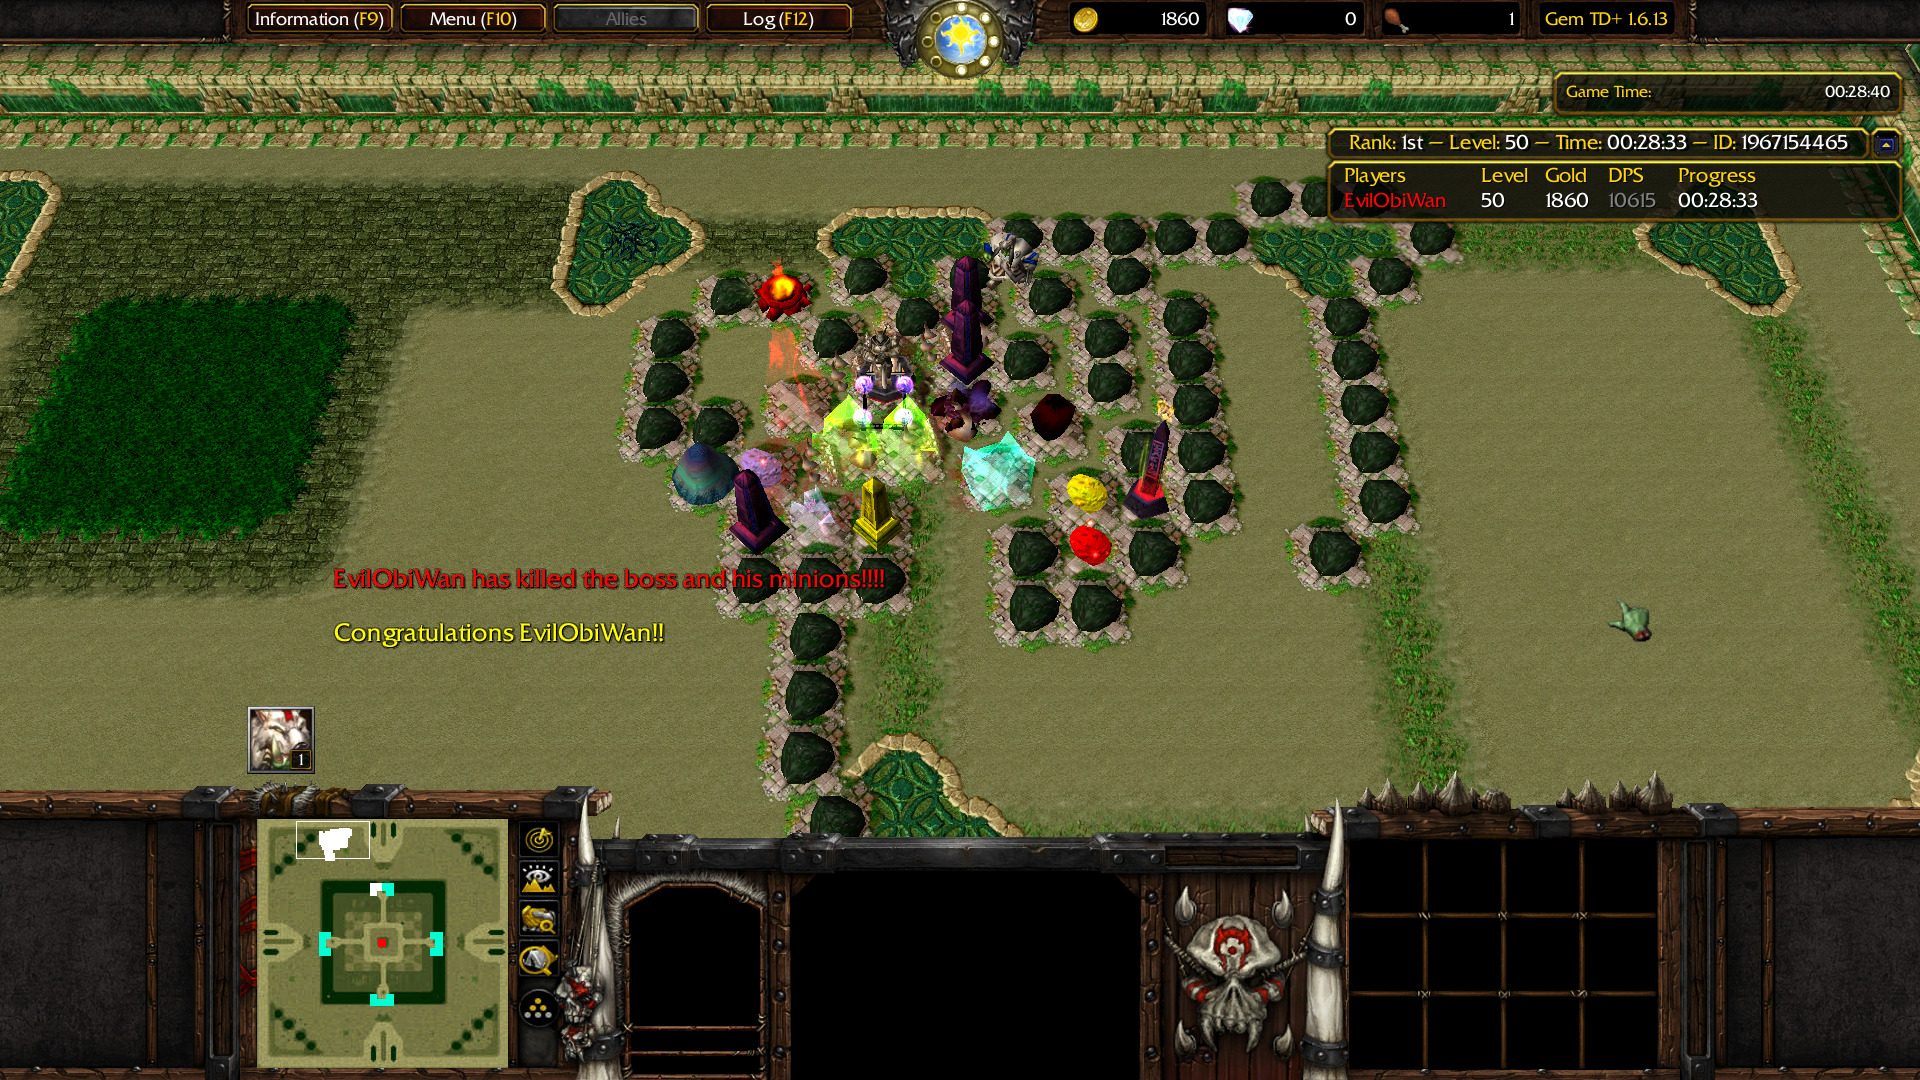 Information (F9) Menu (F10) Allies Log (F12) 1860 0 1 Gem TD+ 1.6.13
Game Time: 00:28:40
Rank: 1st – Level: 50 – Time: 00:28:33 – ID: 1967154465
Players Level Gold DPS Progress
EvilObiWan 50 1860 10615 00:28:33
EvilObiWan has killed the boss and his minions!!!!
Congratulations EvilObiWan!!
1